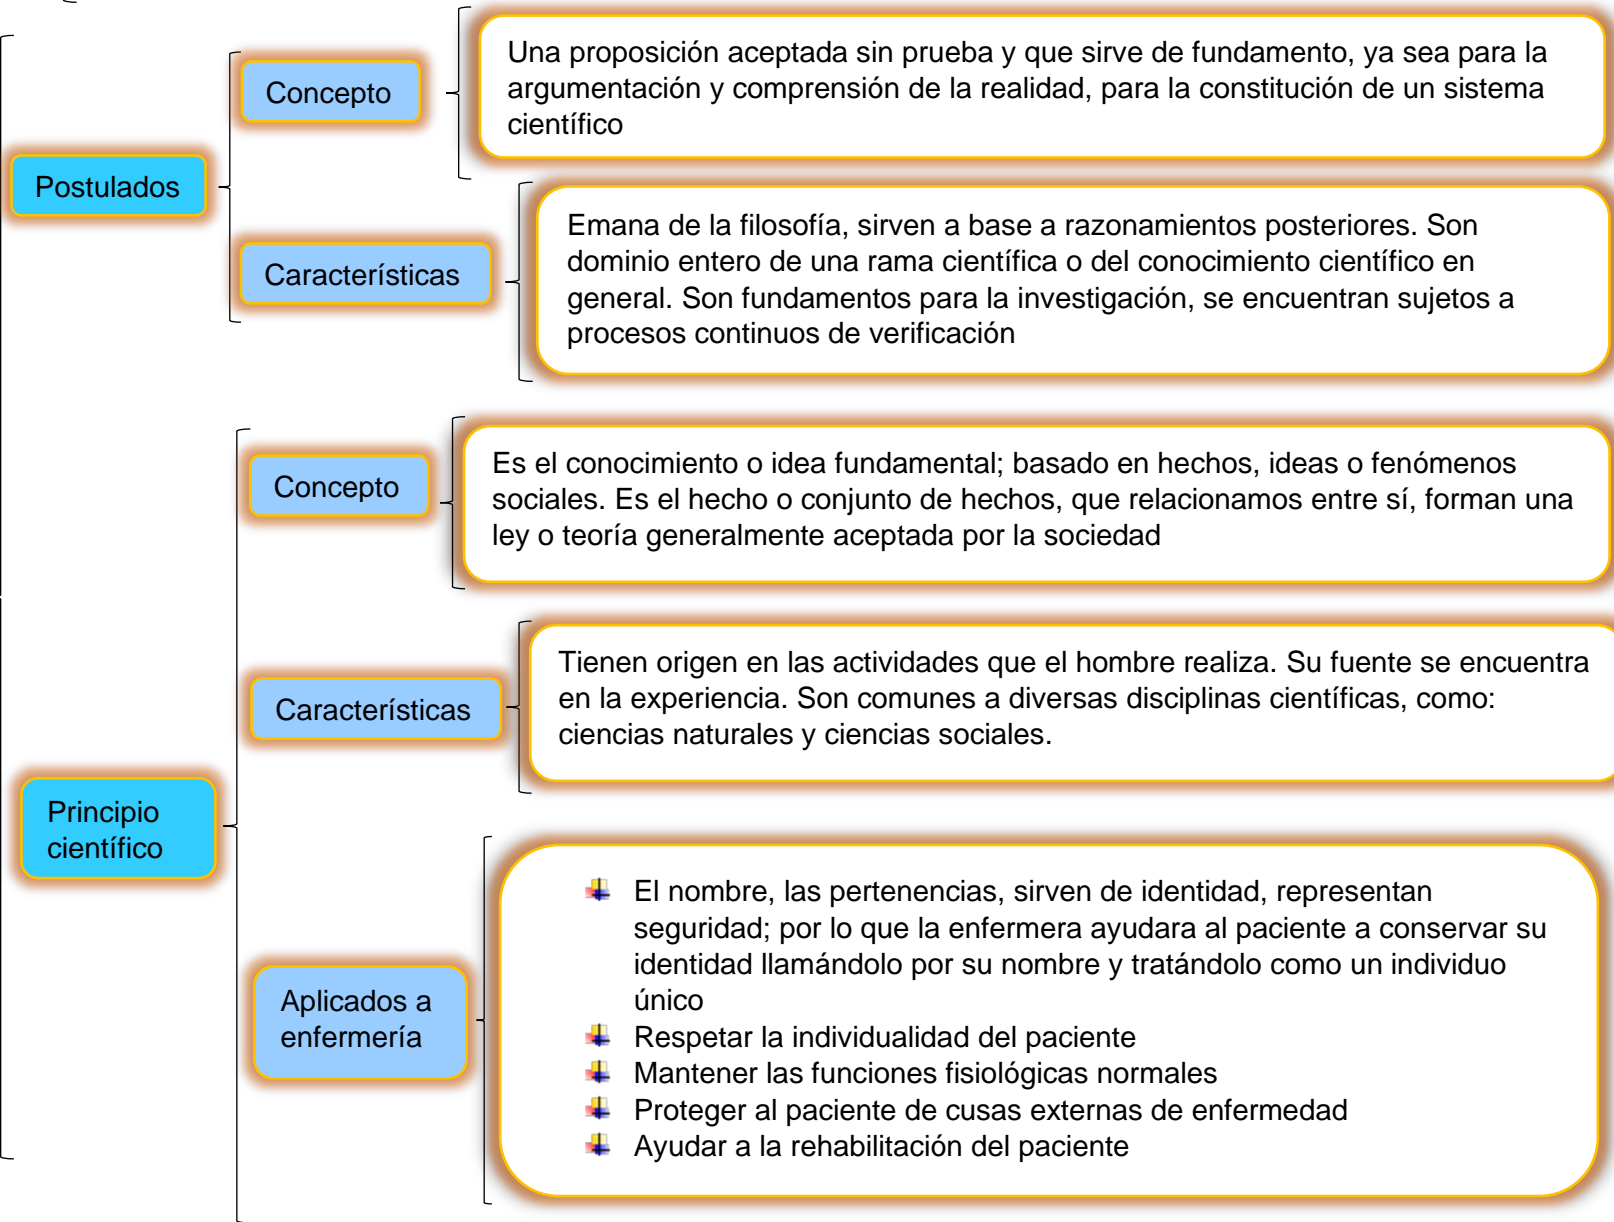 Postulados
Concepto
Una proposición aceptada sin prueba y que sirve de fundamento, ya sea para la
argumentación y comprensión de la realidad, para la constitución de un sistema
científico
Características
Emana de la filosofía, sirven a base a razonamientos posteriores. Son
dominio entero de una rama científica o del conocimiento científico en
general. Son fundamentos para la investigación, se encuentran sujetos a
procesos continuos de verificación
Principio
científico
Concepto
Es el conocimiento o idea fundamental; basado en hechos, ideas o fenómenos
sociales. Es el hecho o conjunto de hechos, que relacionamos entre sí, forman una
ley o teoría generalmente aceptada por la sociedad
Características
Tienen origen en las actividades que el hombre realiza. Su fuente se encuentra
en la experiencia. Son comunes a diversas disciplinas científicas, como:
ciencias naturales y ciencias sociales.
Aplicados a
enfermería
El nombre, las pertenencias, sirven de identidad, representan
seguridad; por lo que la enfermera ayudara al paciente a conservar su
identidad llamándolo por su nombre y tratándolo como un individuo
único
Respetar la individualidad del paciente
Mantener las funciones fisiológicas normales
Proteger al paciente de cusas externas de enfermedad
Ayudar a la rehabilitación del paciente